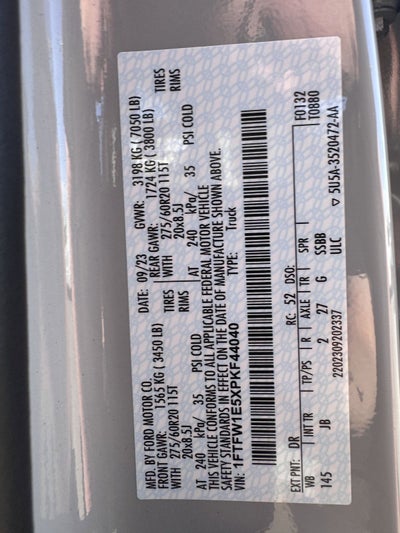 MFD. BY FORD MOTOR CO.
DATE: 09/23 GVWR: 3198 KG ( 7050 LB)
FRONT GAWR: 1565 KG ( 3450 LB) REAR GAWR: 1724 KG ( 3800 LB)
WITH 275/60R20 115T TIRES WITH 275/60R20 115T TIRES
20x8.5J RIMS 20x8.5J RIMS
AT 240 kPa/ 35 PSI COLD AT 240 kPa/ 35 PSI COLD
THIS VEHICLE CONFORMS TO ALL APPLICABLE FEDERAL MOTOR VEHICLE
SAFETY STANDARDS IN EFFECT ON THE DATE OF MANUFACTURE SHOWN ABOVE.
VIN: 1FTFW1E5XPKF44040 TYPE: Truck
EXT PNT: DR RC: 52 DSO: F0132
T0880
WB INT TR TP/PS R AXLE TR SPR
145 JB 2 27 G SSBB
2202309202337 ULC ▽ 5U5A-3520472-AA